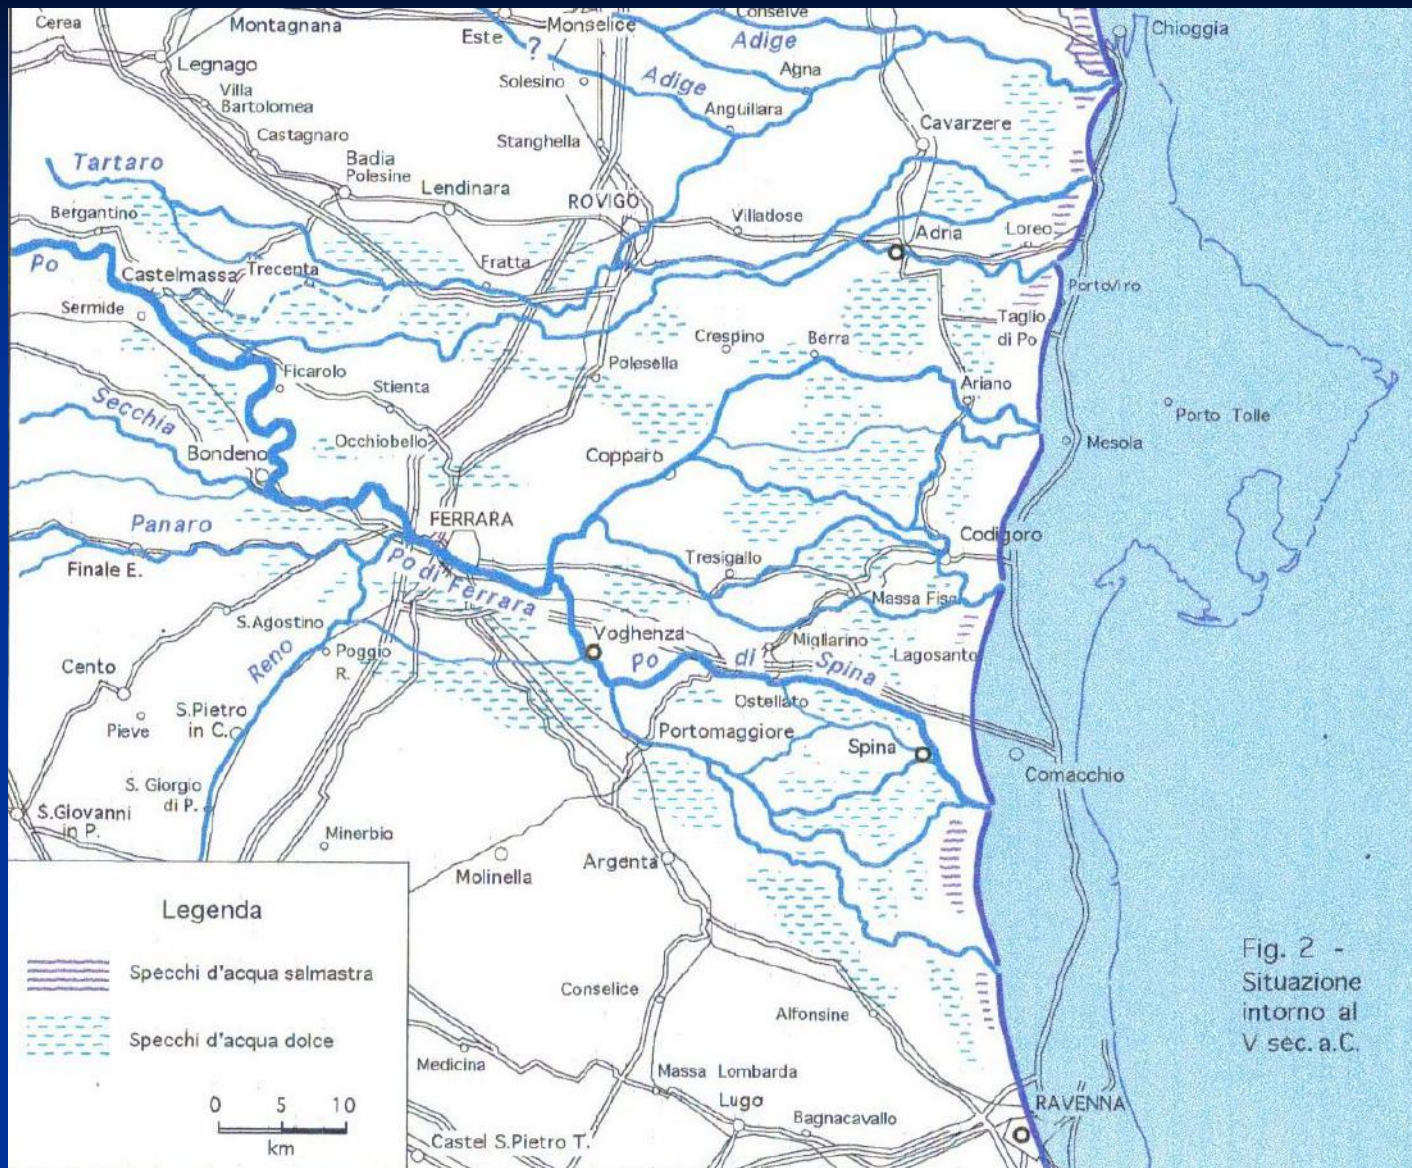 Cerea
Montagnana
Este
Monselice
Conselve
Chioggia
Legnago
?
Adige
Solesino
Adige
Agna
Villa
Bartolomea
Anguillara
Castagnaro
Stanghella
Cavarzere
Tartaro
Badia
Polesine
Lendinara
ROVIGO
Villadose
Bergantino
Adria
Loreo
Po
Castelmassa
Trecenta
Fratta
PortoViro
Sermide
Taglio
di Po
Crespino
Berra
Ficarolo
Polesella
Stienta
Ariano
Secchia
Porto Tolle
Occhiobello
Mesola
Bondeno
Copparo
Panaro
FERRARA
Codigoro
Finale E.
Po di Ferrara
Tresigallo
Massa Fisa
S.Agostino
Voghenza
Migliarino
Lagosanto
Reno
Poggio
R.
Po di Spina
Cento
Ostellato
S.Pietro
in C.
Pieve
Portomaggiore
Spina
Comacchio
S. Giorgio
di P.
S.Giovanni
in P.
Minerbio
Argenta
Molinella
Legenda
Specchi d'acqua salmastra
Specchi d'acqua dolce
0 5 10
km
Fig. 2 -
Situazione
intorno al
V sec. a.C.
Conselice
Alfonsine
Medicina
Massa Lombarda
Lugo
Bagnacavallo
RAVENNA
Castel S.Pietro T.